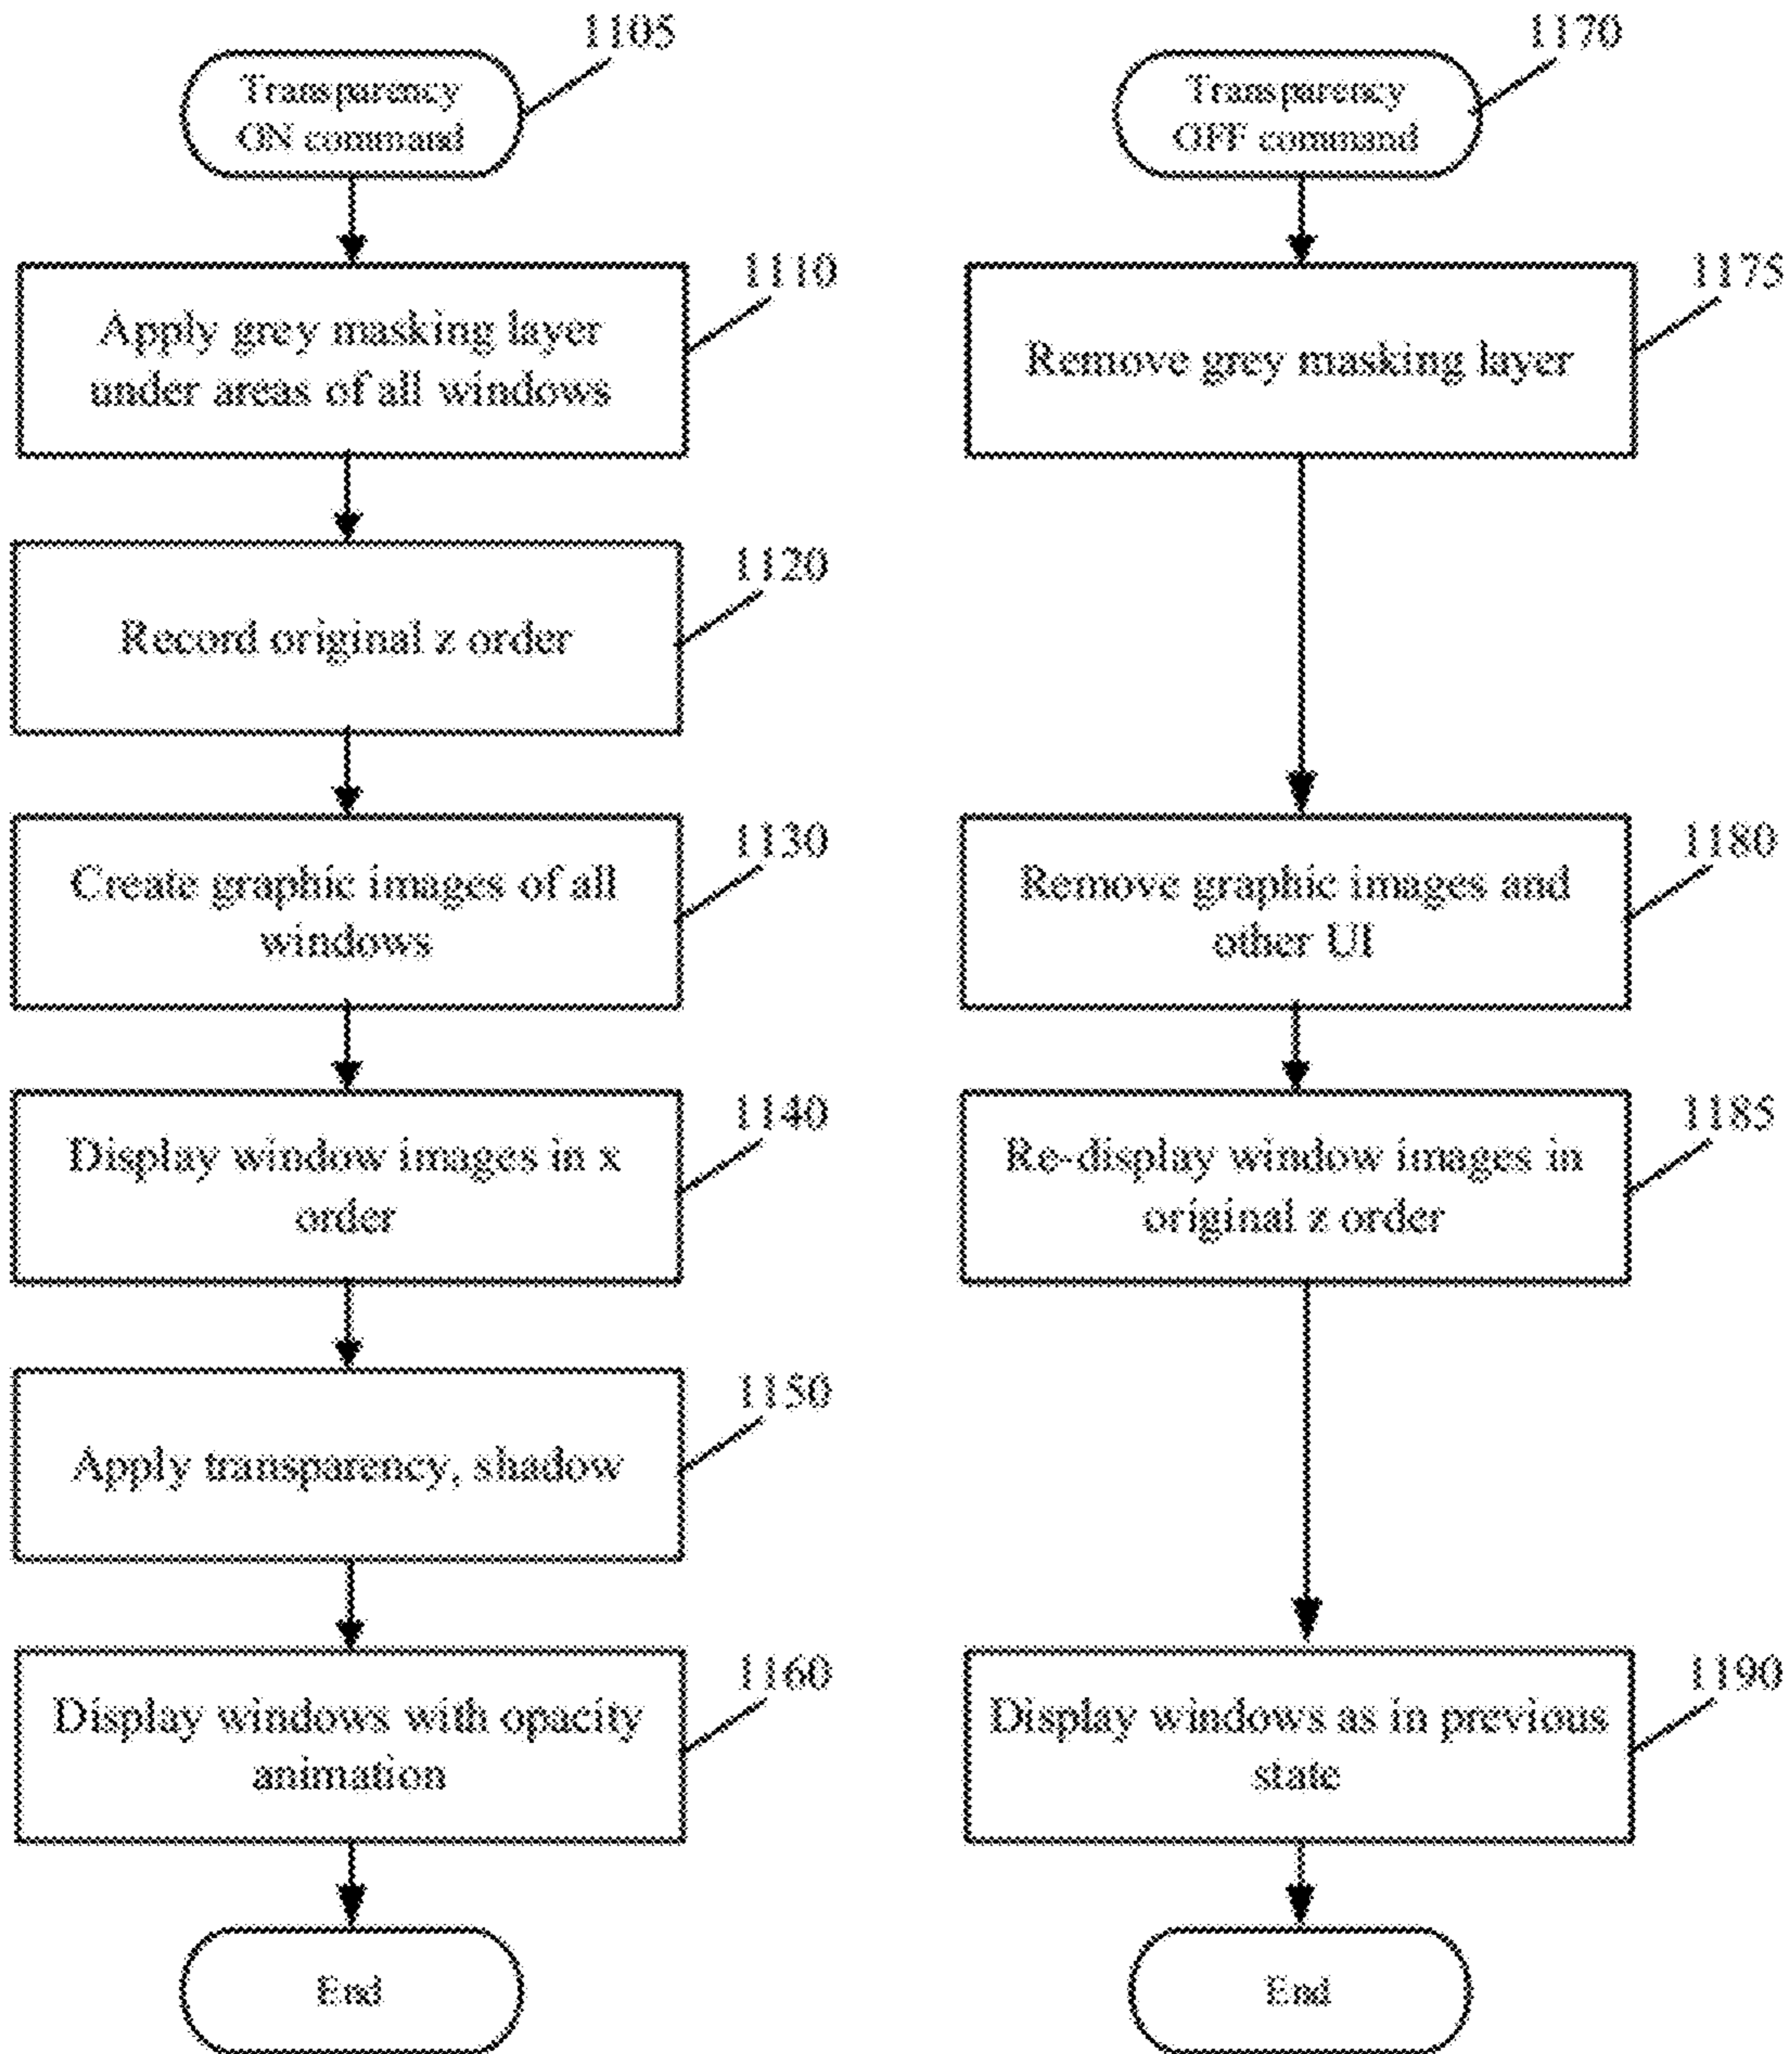 1105
Transparency
ON command
1110
Apply grey masking layer
under areas of all windows
1120
Record original z order
1130
Create graphic images of all
windows
1140
Display window images in x
order
1150
Apply transparency, shadow
1160
Display windows with opacity
animation
End
1170
Transparency
OFF command
1175
Remove grey masking layer
1180
Remove graphic images and
other UI
1185
Re-display window images in
original z order
1190
Display windows as in previous
state
End